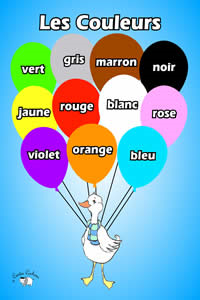 Les Couleurs
vert gris marron noir
jaune rouge blanc rose
violet orange bleu